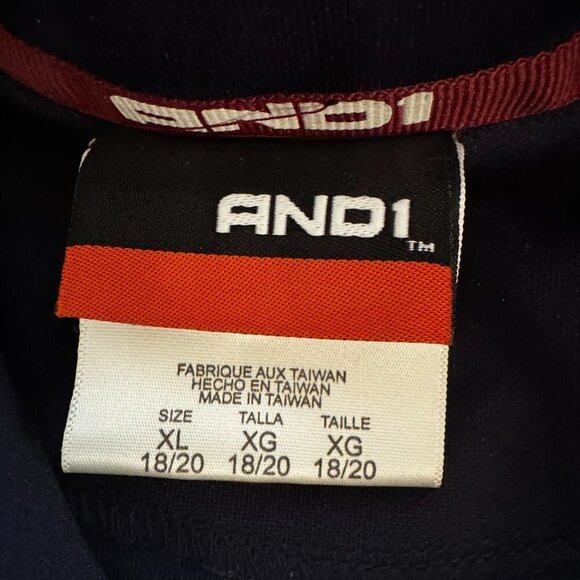 AND1
AND1
TM
FABRIQUE AUX TAIWAN
HECHO EN TAIWAN
MADE IN TAIWAN
SIZE TALLA TAILLE
XL XG XG
18/20 18/20 18/20